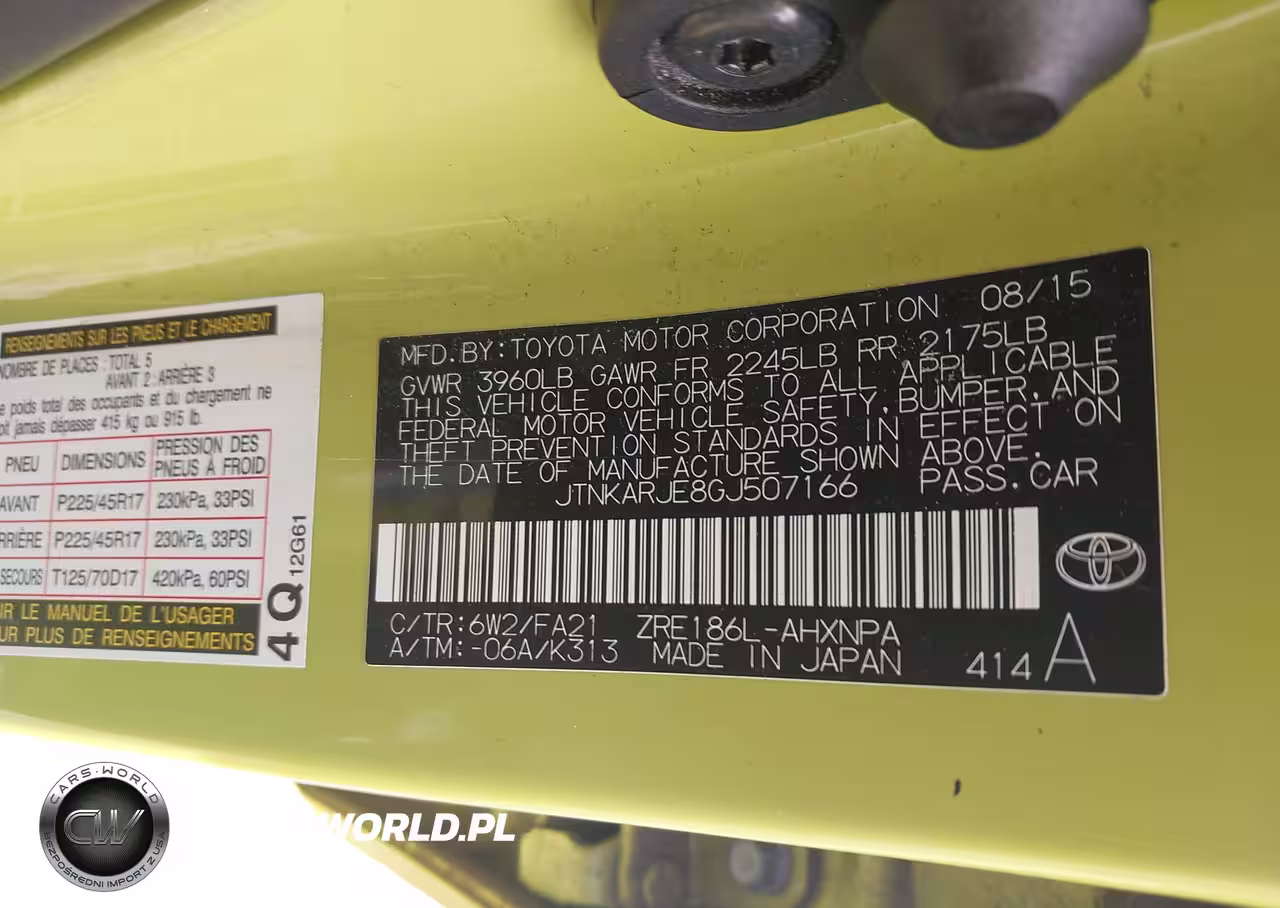 RENSEIGNEMENTS SUR LES PNEUS ET LE CHARGEMENT
NOMBRE DE PLACES : TOTAL 5
AVANT 2 : ARRIÈRE 3
e poids total des occupants et du chargement ne
oit jamais dépasser 415 kg ou 915 lb.
PNEU DIMENSIONS PRESSION DES PNEUS À FROID
AVANT P225/45R17 230kPa, 33PSI
RRIÈRE P225/45R17 230kPa, 33PSI
SECOURS T125/70D17 420kPa, 60PSI
IR LE MANUEL DE L'USAGER
UR PLUS DE RENSEIGNEMENTS
4Q 12G61
MFD.BY:TOYOTA MOTOR CORPORATION 08/15
GVWR 3960LB GAWR FR 2245LB RR 2175LB
THIS VEHICLE CONFORMS TO ALL APPLICABLE
FEDERAL MOTOR VEHICLE SAFETY,BUMPER,AND
THEFT PREVENTION STANDARDS IN EFFECT ON
THE DATE OF MANUFACTURE SHOWN ABOVE.
JTNKARJE8GJ507166 PASS.CAR
C/TR:6W2/FA21 ZRE186L-AHXNPA
A/TM:-06A/K313 MADE IN JAPAN 414 A
CARS-WORLD
CW
BEZPOŚREDNI IMPORT Z USA
WORLD.PL